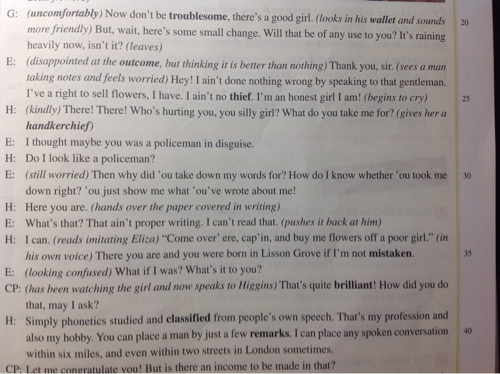 G: (uncomfortably) Now don't be troublesome, there's a good girl. (looks in his wallet and sounds 20
more friendly) But, wait, here's some small change. Will that be of any use to you? It's raining
heavily now, isn't it? (leaves)
E: (disappointed at the outcome, but thinking it is better than nothing) Thank you, sir. (sees a man
taking notes and feels worried) Hey! I ain't done nothing wrong by speaking to that gentleman.
I've a right to sell flowers, I have. I ain't no thief. I'm an honest girl I am! (begins to cry) 25
H: (kindly) There! There! Who's hurting you, you silly girl? What do you take me for? (gives her a
handkerchief)
E: I thought maybe you was a policeman in disguise.
H: Do I look like a policeman?
E: (still worried) Then why did 'ou take down my words for? How do I know whether 'ou took me 30
down right? 'ou just show me what 'ou've wrote about me!
H: Here you are. (hands over the paper covered in writing)
E: What's that? That ain't proper writing. I can't read that. (pushes it back at him)
H: I can. (reads imitating Eliza) "Come over' ere, cap'in, and buy me flowers off a poor girl." (in
his own voice) There you are and you were born in Lisson Grove if I'm not mistaken. 35
E: (looking confused) What if I was? What's it to you?
CP: (has been watching the girl and now speaks to Higgins) That's quite brilliant! How did you do
that, may I ask?
H: Simply phonetics studied and classified from people's own speech. That's my profession and
also my hobby. You can place a man by just a few remarks. I can place any spoken conversation 40
within six miles, and even within two streets in London sometimes.
CP: Let me congratulate you! But is there an income to be made in that?